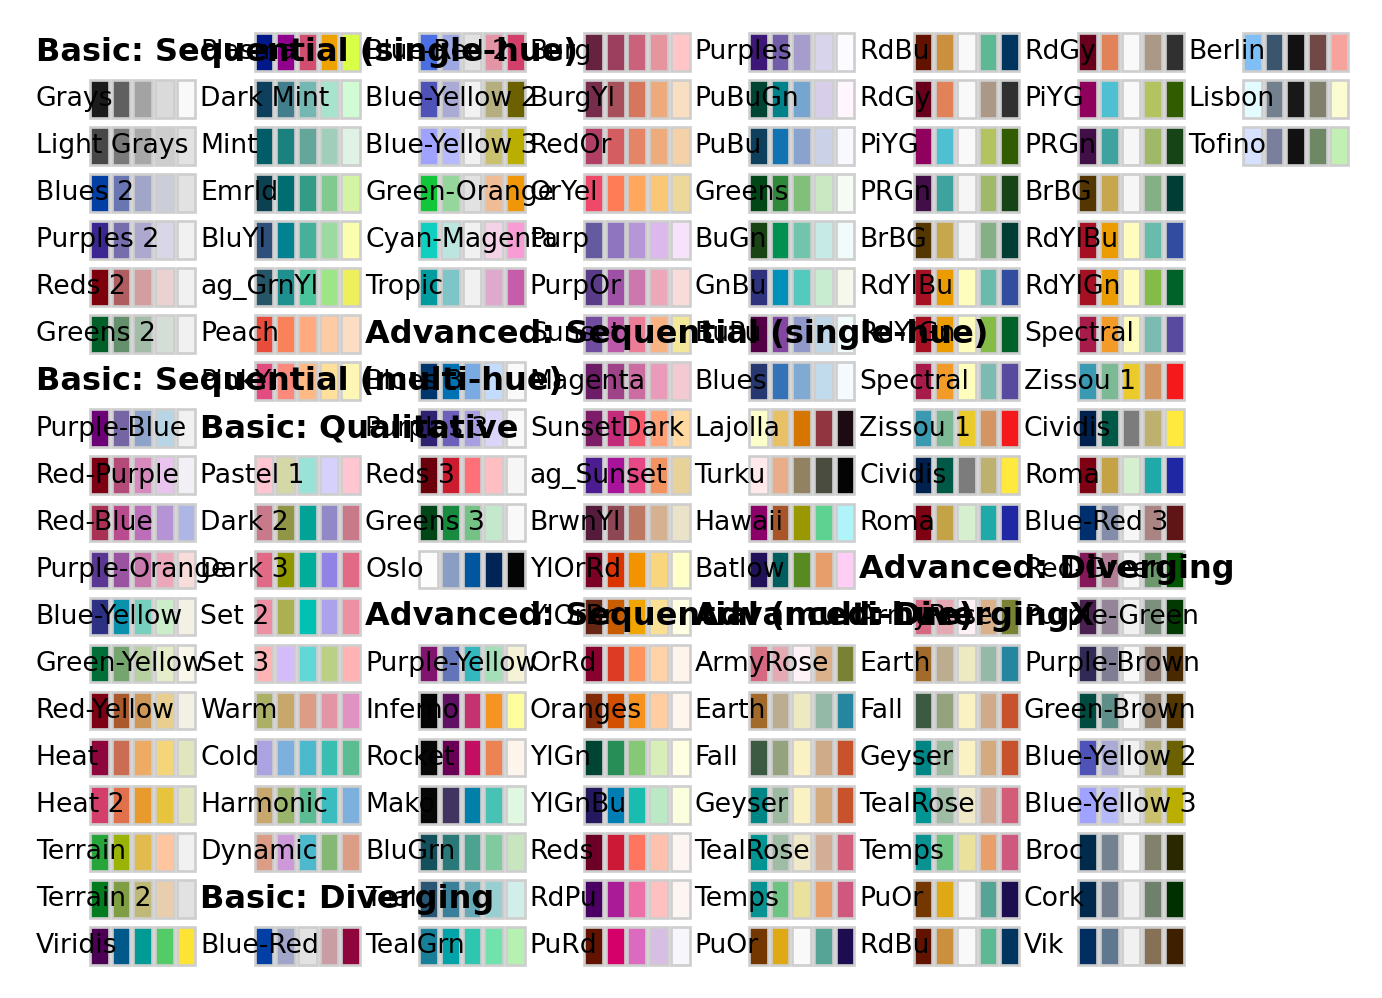 Basic: Sequential (single-hue)
Grays
Light Grays
Blues 2
Purples 2
Reds 2
Greens 2
Basic: Sequential (multi-hue)
Purple-Blue
Red-Purple
Red-Blue
Purple-Orange
Blue-Yellow
Green-Yellow
Red-Yellow
Heat
Heat 2
Terrain
Terrain 2
Viridis
Plasma
Dark Mint
Mint
Emrld
BluYl
ag_GrnYl
Peach
PinkYl
Basic: Qualitative
Pastel 1
Dark 2
Dark 3
Set 2
Set 3
Warm
Cold
Harmonic
Dynamic
Basic: Diverging
Blue-Red
Blue-Red 2
Blue-Yellow 2
Blue-Yellow 3
Green-Orange
Cyan-Magenta
Tropic
Advanced: Sequential (single-hue)
Blues 3
Purples 3
Reds 3
Greens 3
Oslo
Advanced: Sequential (multi-hue)
Purple-Yellow
Inferno
Rocket
Mako
BluGrn
Teal
TealGrn
Burg
BurgYl
RedOr
OrYel
Purp
PurpOr
Sunset
Magenta
SunsetDark
ag_Sunset
BrwnYl
YlOrRd
YlOrBr
OrRd
Oranges
YlGn
YlGnBu
Reds
RdPu
PuRd
Purples
PuBuGn
PuBu
Greens
BuGn
GnBu
BuPu
Blues
Lajolla
Turku
Hawaii
Batlow
Advanced: DivergingX
ArmyRose
Earth
Fall
Geyser
TealRose
Temps
PuOr
RdBu
RdGy
PiYG
PRGn
BrBG
RdYlBu
RdYlGn
Spectral
Zissou 1
Cividis
Roma
Advanced: Diverging
ArmyRose
Earth
Fall
Geyser
TealRose
Temps
PuOr
RdBu
RdGy
PiYG
PRGn
BrBG
RdYlBu
RdYlGn
Spectral
Zissou 1
Cividis
Roma
Blue-Red 3
Red-Green
Purple-Green
Purple-Brown
Green-Brown
Blue-Yellow 2
Blue-Yellow 3
Broc
Cork
Vik
Berlin
Lisbon
Tofino